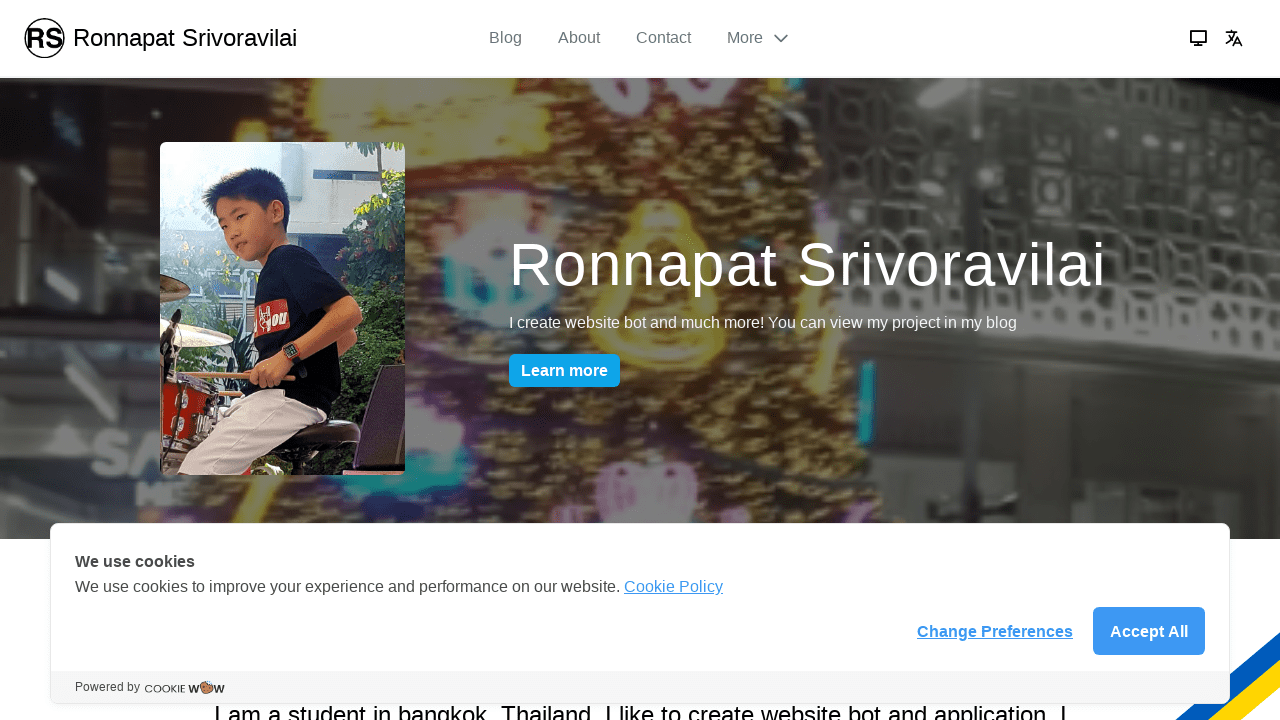 RS Ronnapat Srivoravilai Blog About Contact More
Ronnapat Srivoravilai
I create website bot and much more! You can view my project in my blog
Learn more
We use cookies
We use cookies to improve your experience and performance on our website. Cookie Policy
Change Preferences Accept All
Powered by COOKIE WOW
I am a student in bangkok, Thailand. I like to create website bot and application. I